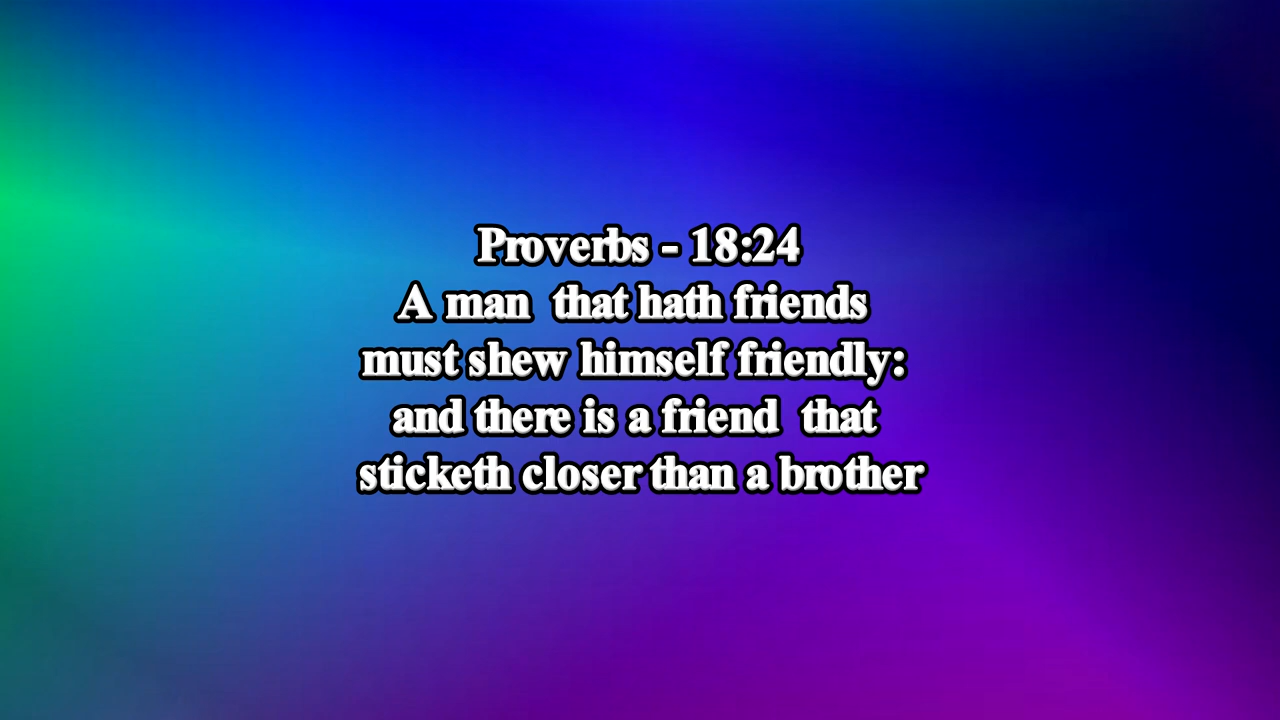 Proverbs - 18:24
A man  that hath friends
must shew himself friendly:
and there is a friend  that
sticketh closer than a brother